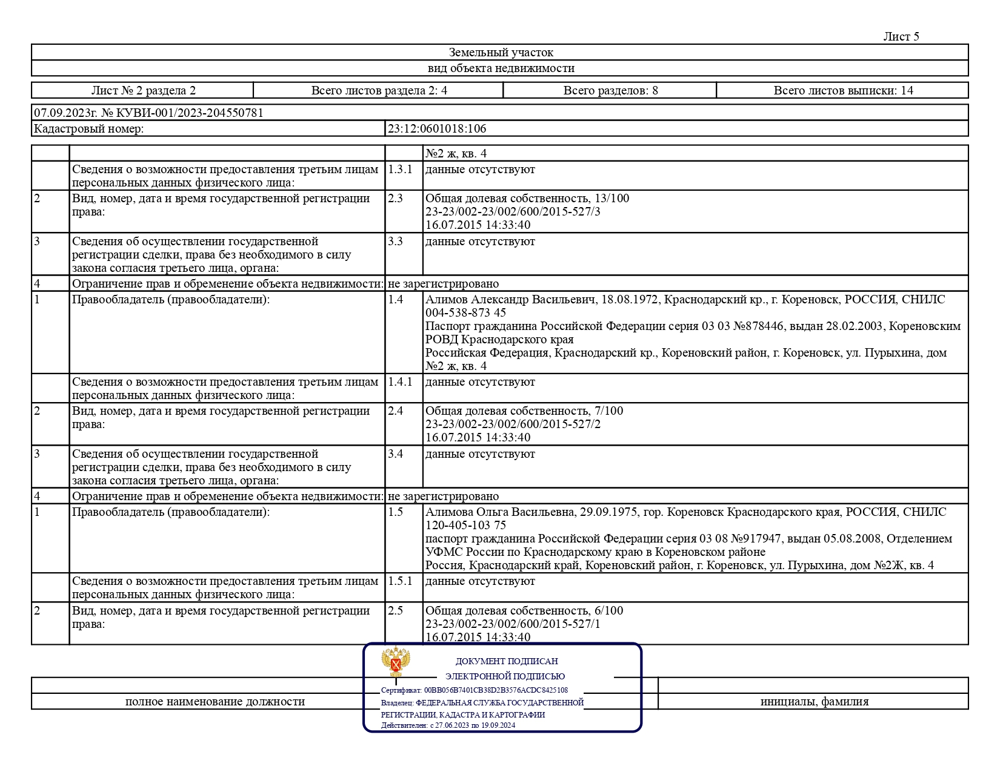 Лист 5
Земельный участок
вид объекта недвижимости
Лист № 2 раздела 2 Всего листов раздела 2: 4 Всего разделов: 8 Всего листов выписки: 14
07.09.2023г. № КУВИ-001/2023-204550781
Кадастровый номер: 23:12:0601018:106
№2 ж, кв. 4
Сведения о возможности предоставления третьим лицам 1.3.1 данные отсутствуют
персональных данных физического лица:
2 Вид, номер, дата и время государственной регистрации 2.3 Общая долевая собственность, 13/100
права: 23-23/002-23/002/600/2015-527/3
16.07.2015 14:33:40
3 Сведения об осуществлении государственной 3.3 данные отсутствуют
регистрации сделки, права без необходимого в силу
закона согласия третьего лица, органа:
4 Ограничение прав и обременение объекта недвижимости: не зарегистрировано
1 Правообладатель (правообладатели): 1.4 Алимов Александр Васильевич, 18.08.1972, Краснодарский кр., г. Кореновск, РОССИЯ, СНИЛС
004-538-873 45
Паспорт гражданина Российской Федерации серия 03 03 №878446, выдан 28.02.2003, Кореновским
РОВД Краснодарского края
Российская Федерация, Краснодарский кр., Кореновский район, г. Кореновск, ул. Пурыхина, дом
№2 ж, кв. 4
Сведения о возможности предоставления третьим лицам 1.4.1 данные отсутствуют
персональных данных физического лица:
2 Вид, номер, дата и время государственной регистрации 2.4 Общая долевая собственность, 7/100
права: 23-23/002-23/002/600/2015-527/2
16.07.2015 14:33:40
3 Сведения об осуществлении государственной 3.4 данные отсутствуют
регистрации сделки, права без необходимого в силу
закона согласия третьего лица, органа:
4 Ограничение прав и обременение объекта недвижимости: не зарегистрировано
1 Правообладатель (правообладатели): 1.5 Алимова Ольга Васильевна, 29.09.1975, гор. Кореновск Краснодарского края, РОССИЯ, СНИЛС
120-405-103 75
паспорт гражданина Российской Федерации серия 03 08 №917947, выдан 05.08.2008, Отделением
УФМС России по Краснодарскому краю в Кореновском районе
Россия, Краснодарский край, Кореновский район, г. Кореновск, ул. Пурыхина, дом №2Ж, кв. 4
Сведения о возможности предоставления третьим лицам 1.5.1 данные отсутствуют
персональных данных физического лица:
2 Вид, номер, дата и время государственной регистрации 2.5 Общая долевая собственность, 6/100
права: 23-23/002-23/002/600/2015-527/1
16.07.2015 14:33:40
ДОКУМЕНТ ПОДПИСАН
ЭЛЕКТРОННОЙ ПОДПИСЬЮ
Сертификат: 00BB056B7401CB38D2B3576ACDC8425108
полное наименование должности Владелец: ФЕДЕРАЛЬНАЯ СЛУЖБА ГОСУДАРСТВЕННОЙ инициалы, фамилия
РЕГИСТРАЦИИ, КАДАСТРА И КАРТОГРАФИИ
Действителен: с 27.06.2023 по 19.09.2024